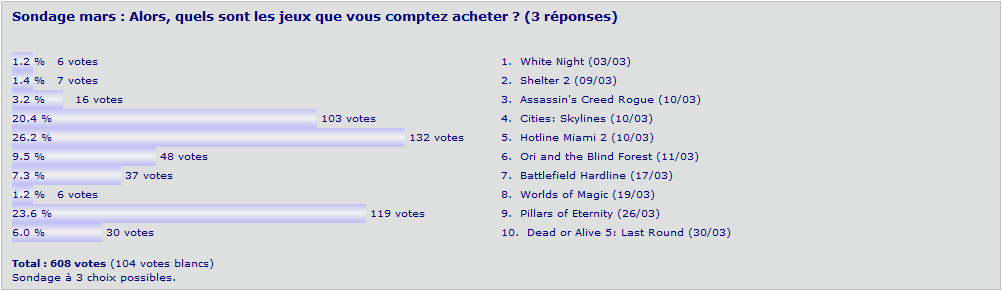 Sondage mars : Alors, quels sont les jeux que vous comptez acheter ? (3 réponses)
1.2 % 6 votes 1. White Night (03/03)
1.4 % 7 votes 2. Shelter 2 (09/03)
3.2 % 16 votes 3. Assassin's Creed Rogue (10/03)
20.4 % 103 votes 4. Cities: Skylines (10/03)
26.2 % 132 votes 5. Hotline Miami 2 (10/03)
9.5 % 48 votes 6. Ori and the Blind Forest (11/03)
7.3 % 37 votes 7. Battlefield Hardline (17/03)
1.2 % 6 votes 8. Worlds of Magic (19/03)
23.6 % 119 votes 9. Pillars of Eternity (26/03)
6.0 % 30 votes 10. Dead or Alive 5: Last Round (30/03)
Total : 608 votes (104 votes blancs)
Sondage à 3 choix possibles.